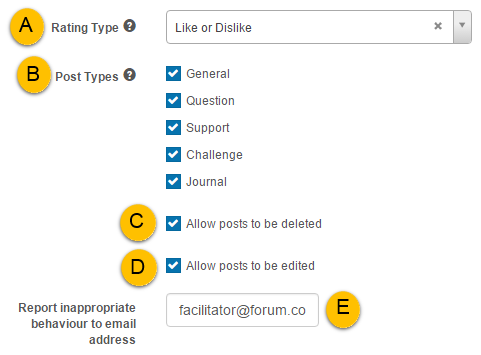 A Rating Type ? Like or Dislike ×
B Post Types ? General
Question
Support
Challenge
Journal
C Allow posts to be deleted
D Allow posts to be edited
Report inappropriate
behaviour to email
address
facilitator@forum.co E